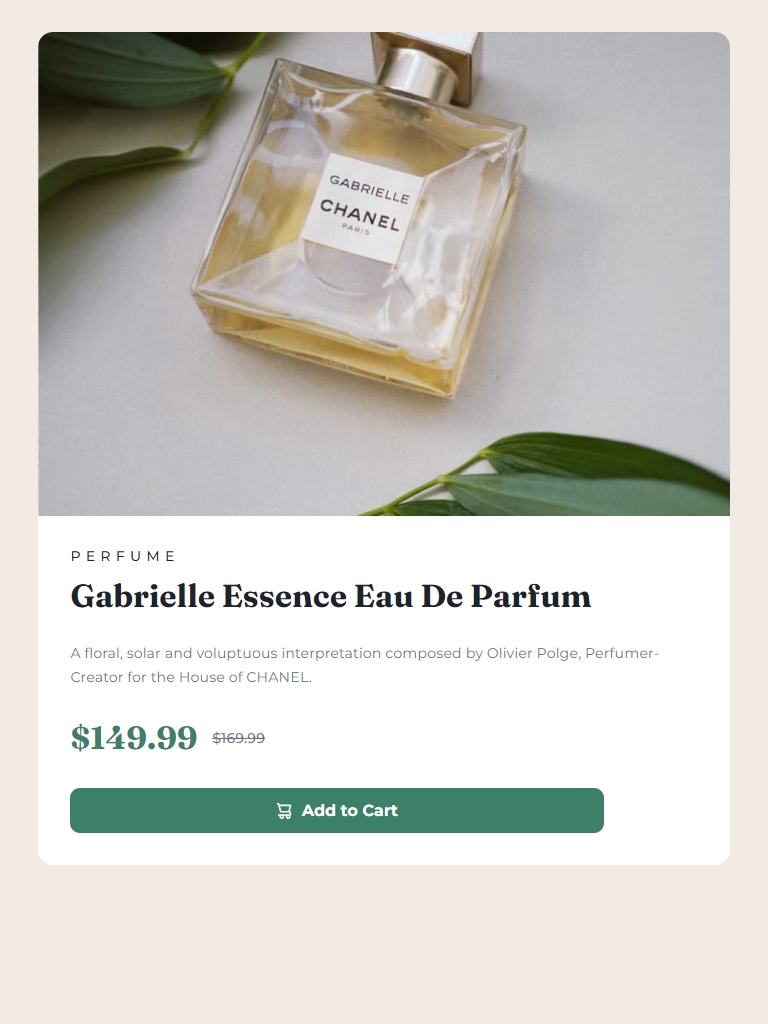 GABRIELLE
CHANEL
PARIS
PERFUME
Gabrielle Essence Eau De Parfum
A floral, solar and voluptuous interpretation composed by Olivier Polge, Perfumer-
Creator for the House of CHANEL.
$149.99 $169.99
Add to Cart